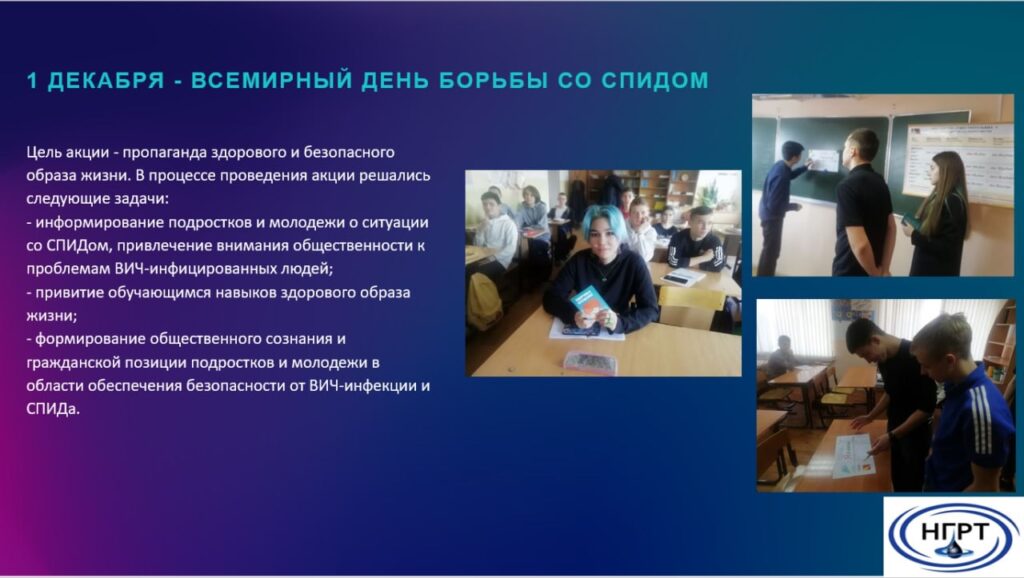 1 ДЕКАБРЯ - ВСЕМИРНЫЙ ДЕНЬ БОРЬБЫ СО СПИДОМ
Цель акции - пропаганда здорового и безопасного
образа жизни. В процессе проведения акции решались
следующие задачи:
- информирование подростков и молодежи о ситуации
со СПИДом, привлечение внимания общественности к
проблемам ВИЧ-инфицированных людей;
- привитие обучающимся навыков здорового образа
жизни;
- формирование общественного сознания и
гражданской позиции подростков и молодежи в
области обеспечения безопасности от ВИЧ-инфекции и
СПИДа.
НГРТ